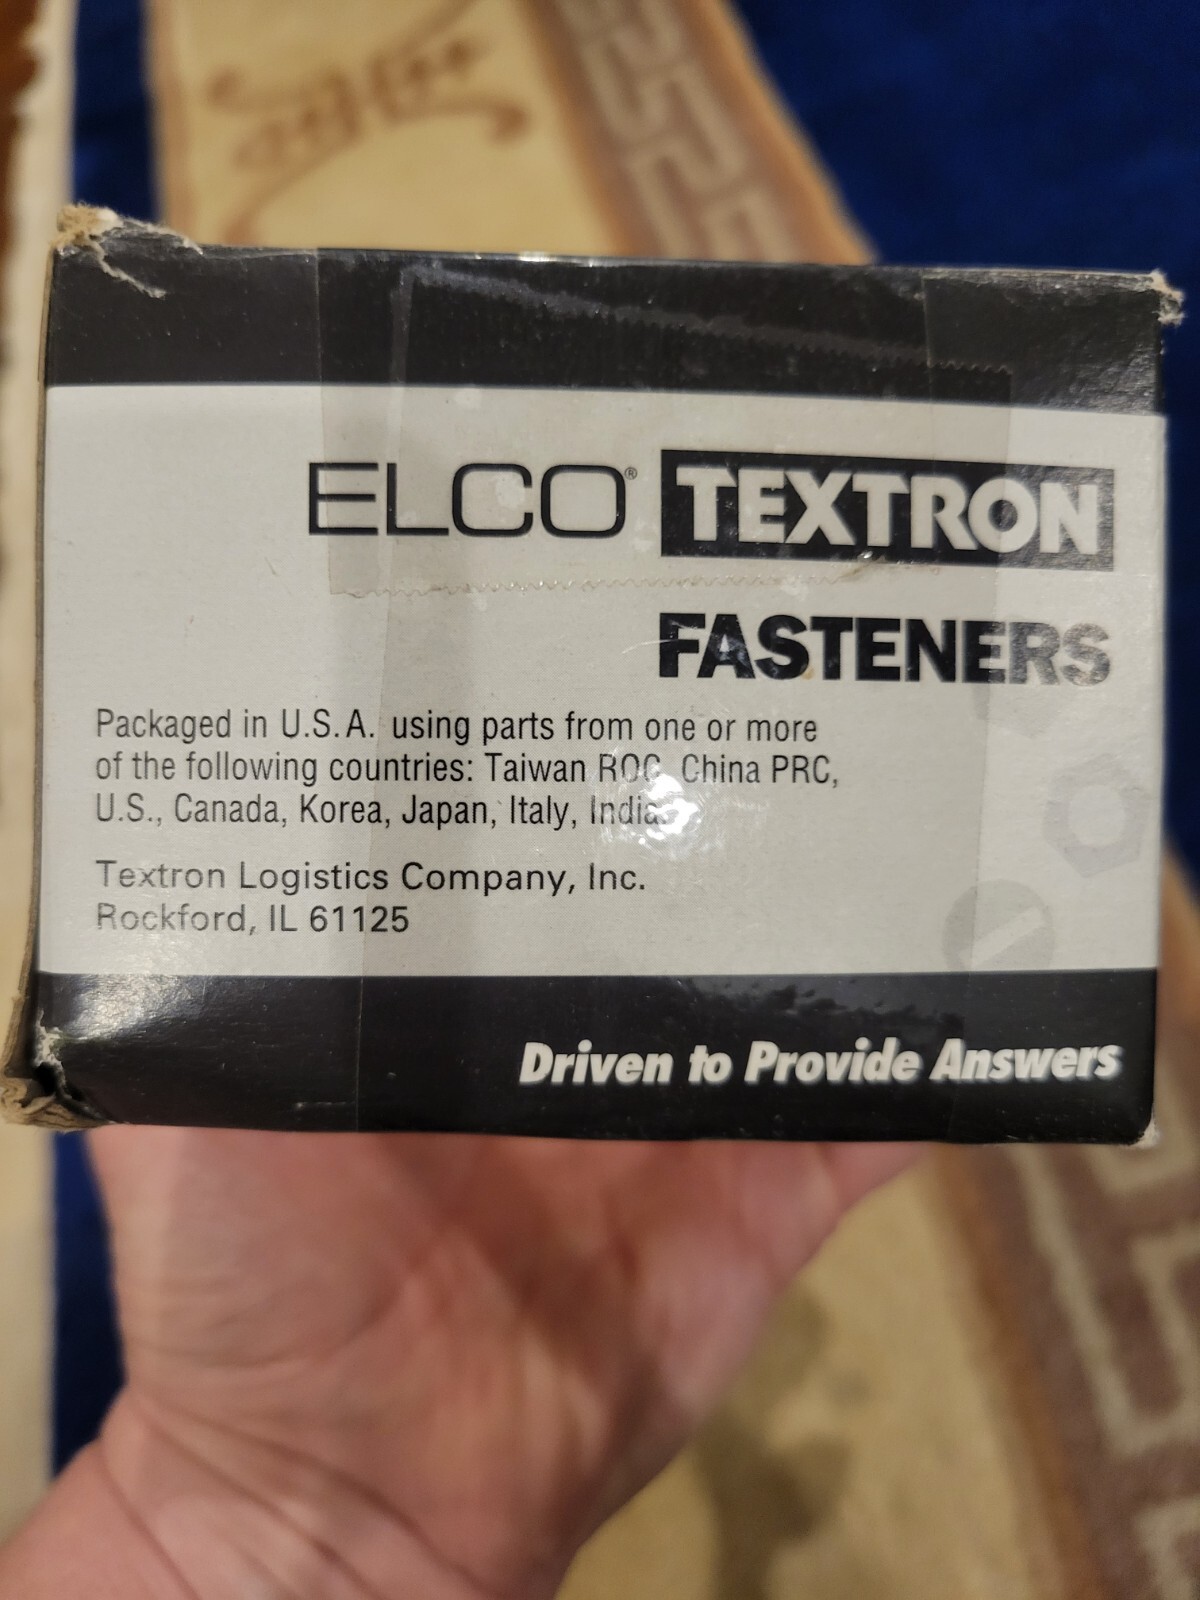 ELCO® TEXTRON
FASTENERS
Packaged in U.S.A. using parts from one or more
of the following countries: Taiwan ROC, China PRC,
U.S., Canada, Korea, Japan, Italy, India.
Textron Logistics Company, Inc.
Rockford, IL 61125
Driven to Provide Answers